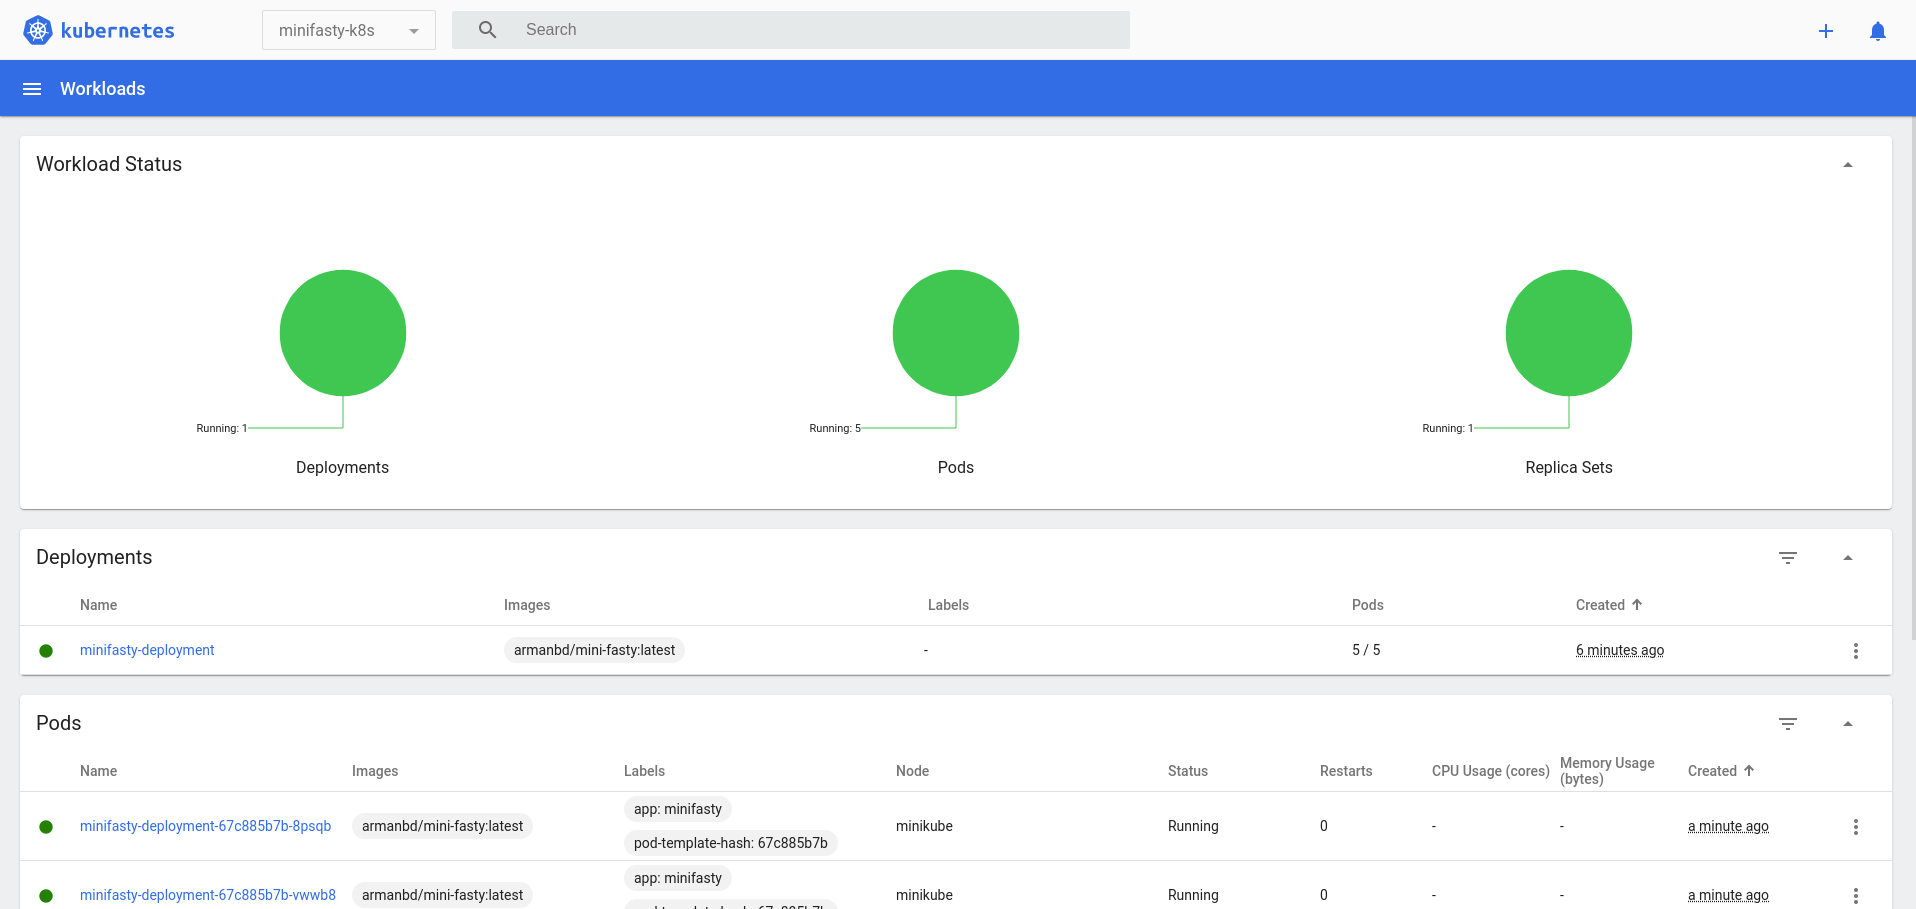 kubernetes
minifasty-k8s
Search
Workloads
Workload Status
Running: 1
Running: 5
Running: 1
Deployments
Pods
Replica Sets
Deployments
Name Images Labels Pods Created
minifasty-deployment armanbd/mini-fasty:latest - 5 / 5 6 minutes ago
Pods
Name Images Labels Node Status Restarts CPU Usage (cores) Memory Usage (bytes) Created
app: minifasty
minifasty-deployment-67c885b7b-8psqb armanbd/mini-fasty:latest minikube Running 0 - - a minute ago
pod-template-hash: 67c885b7b
app: minifasty
minifasty-deployment-67c885b7b-vwwb8 armanbd/mini-fasty:latest minikube Running 0 - - a minute ago